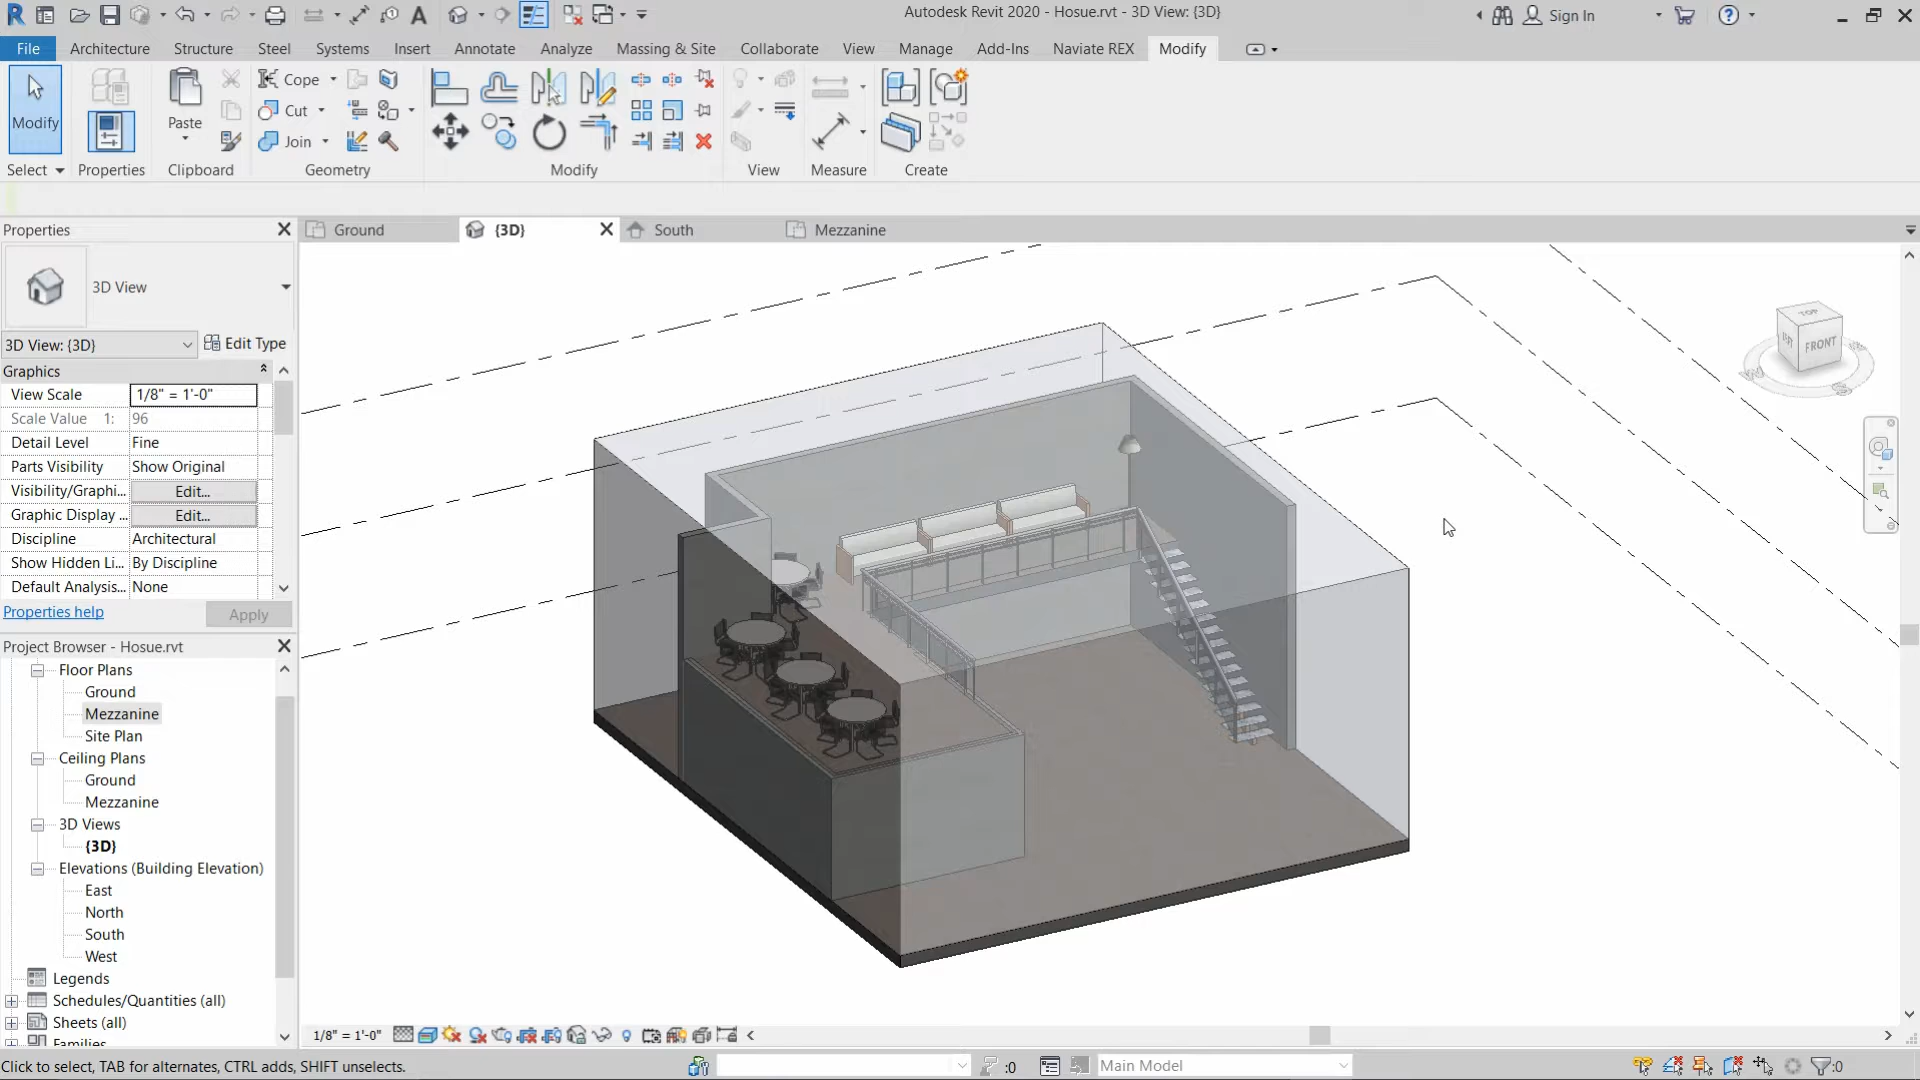 Autodesk Revit 2020 - Hosue.rvt - 3D View: {3D}
Sign In
File
Architecture
Structure
Steel
Systems
Insert
Annotate
Analyze
Massing & Site
Collaborate
View
Manage
Add-Ins
Naviate REX
Modify
Modify
Paste
Cope
Cut
Join
Select
Properties
Clipboard
Geometry
Modify
View
Measure
Create
Properties
Ground
{3D}
South
Mezzanine
3D View
3D View: {3D}
Edit Type
Graphics
View Scale
1/8" = 1'-0"
Scale Value 1:
96
Detail Level
Fine
Parts Visibility
Show Original
Visibility/Graphi...
Edit...
Graphic Display ...
Edit...
Discipline
Architectural
Show Hidden Li...
By Discipline
Default Analysis...
None
Properties help
Apply
Project Browser - Hosue.rvt
Floor Plans
Ground
Mezzanine
Site Plan
Ceiling Plans
Ground
Mezzanine
3D Views
{3D}
Elevations (Building Elevation)
East
North
South
West
Legends
Schedules/Quantities (all)
Sheets (all)
Families
TOP
FRONT
1/8" = 1'-0"
Click to select, TAB for alternates, CTRL adds, SHIFT unselects.
:0
Main Model
:0